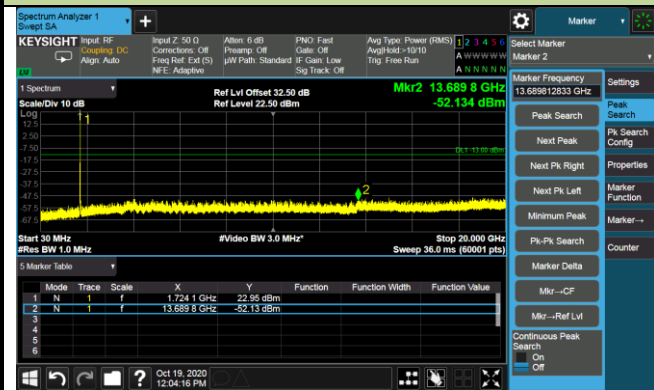 Spectrum Analyzer 1
Swept SA
Marker
KEYSIGHT
Input: RF
Coupling: DC
Align: Auto
Input Z: 50 Ω
Corrections: Off
Freq Ref: Ext (S)
NFE: Adaptive
Atten: 6 dB
Preamp: Off
µW Path: Standard
PNO: Fast
Gate: Off
IF Gain: Low
Sig Track: Off
Avg Type: Power (RMS)
Avg|Hold:>10/10
Trig: Free Run
1 2 3 4 5 6
A W W W W W
A N N N N N
Select Marker
Marker 2
Marker Frequency
13.689812833 GHz
Settings
Peak Search
Peak
Search
Next Peak
Pk Search
Config
Next Pk Right
Properties
Next Pk Left
Marker
Function
Minimum Peak
Marker→
Pk-Pk Search
Counter
Marker Delta
Mkr→CF
Mkr→Ref Lvl
Continuous Peak
Search
On
Off
1 Spectrum
Scale/Div 10 dB
Ref Lvl Offset 32.50 dB
Ref Level 22.50 dBm
Mkr2 13.689 8 GHz
-52.134 dBm
Log
12.5
2.50
-7.50
-17.5
-27.5
-37.5
-47.5
-57.5
-67.5
1
2
DL1 -13.00 dBm
Start 30 MHz
#Res BW 1.0 MHz
#Video BW 3.0 MHz*
Stop 20.000 GHz
Sweep 36.0 ms (60001 pts)
5 Marker Table
Mode Trace Scale X Y Function Function Width Function Value
1 N 1 f 1.724 1 GHz 22.95 dBm
2 N 1 f 13.689 8 GHz -52.13 dBm
3
4
5
6
?
Oct 19, 2020
12:04:16 PM